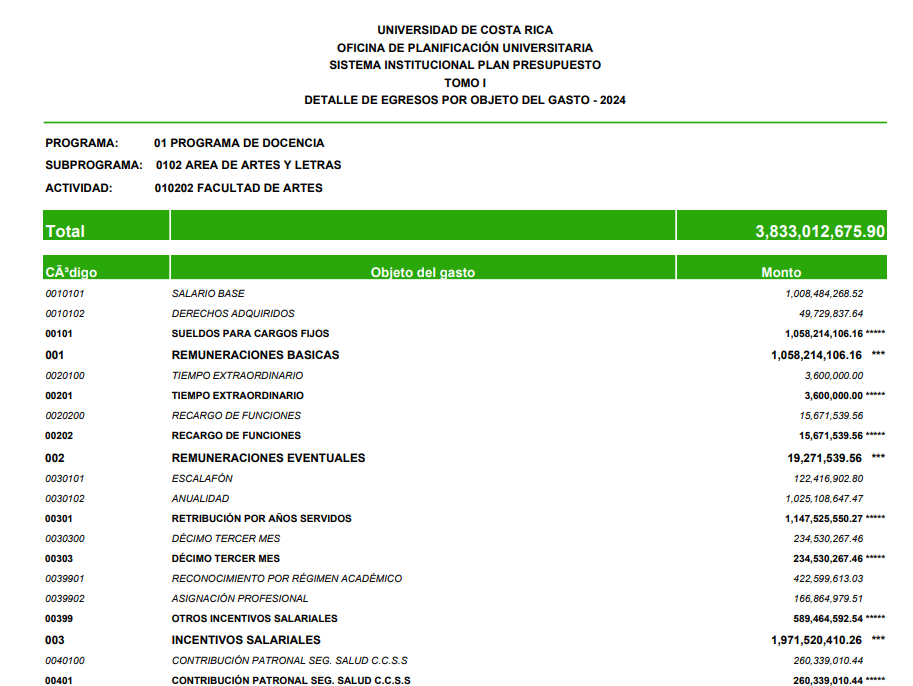 UNIVERSIDAD DE COSTA RICA
OFICINA DE PLANIFICACIÓN UNIVERSITARIA
SISTEMA INSTITUCIONAL PLAN PRESUPUESTO
TOMO I
DETALLE DE EGRESOS POR OBJETO DEL GASTO - 2024
PROGRAMA: 01 PROGRAMA DE DOCENCIA
SUBPROGRAMA: 0102 AREA DE ARTES Y LETRAS
ACTIVIDAD: 010202 FACULTAD DE ARTES
Total 3,833,012,675.90
CÃ³digo Objeto del gasto Monto
0010101 SALARIO BASE 1,008,484,268.52
0010102 DERECHOS ADQUIRIDOS 49,729,837.64
00101 SUELDOS PARA CARGOS FIJOS 1,058,214,106.16 *****
001 REMUNERACIONES BASICAS 1,058,214,106.16 ***
0020100 TIEMPO EXTRAORDINARIO 3,600,000.00
00201 TIEMPO EXTRAORDINARIO 3,600,000.00 *****
0020200 RECARGO DE FUNCIONES 15,671,539.56
00202 RECARGO DE FUNCIONES 15,671,539.56 *****
002 REMUNERACIONES EVENTUALES 19,271,539.56 ***
0030101 ESCALAFÓN 122,416,902.80
0030102 ANUALIDAD 1,025,108,647.47
00301 RETRIBUCIÓN POR AÑOS SERVIDOS 1,147,525,550.27 *****
0030300 DÉCIMO TERCER MES 234,530,267.46
00303 DÉCIMO TERCER MES 234,530,267.46 *****
0039901 RECONOCIMIENTO POR RÉGIMEN ACADÉMICO 422,599,613.03
0039902 ASIGNACIÓN PROFESIONAL 166,864,979.51
00399 OTROS INCENTIVOS SALARIALES 589,464,592.54 *****
003 INCENTIVOS SALARIALES 1,971,520,410.26 ***
0040100 CONTRIBUCIÓN PATRONAL SEG. SALUD C.C.S.S 260,339,010.44
00401 CONTRIBUCIÓN PATRONAL SEG. SALUD C.C.S.S 260,339,010.44 *****